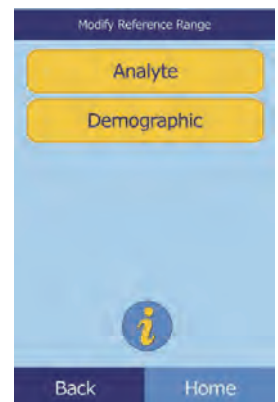 Modify Reference Range
Analyte
Demographic
i
Back Home